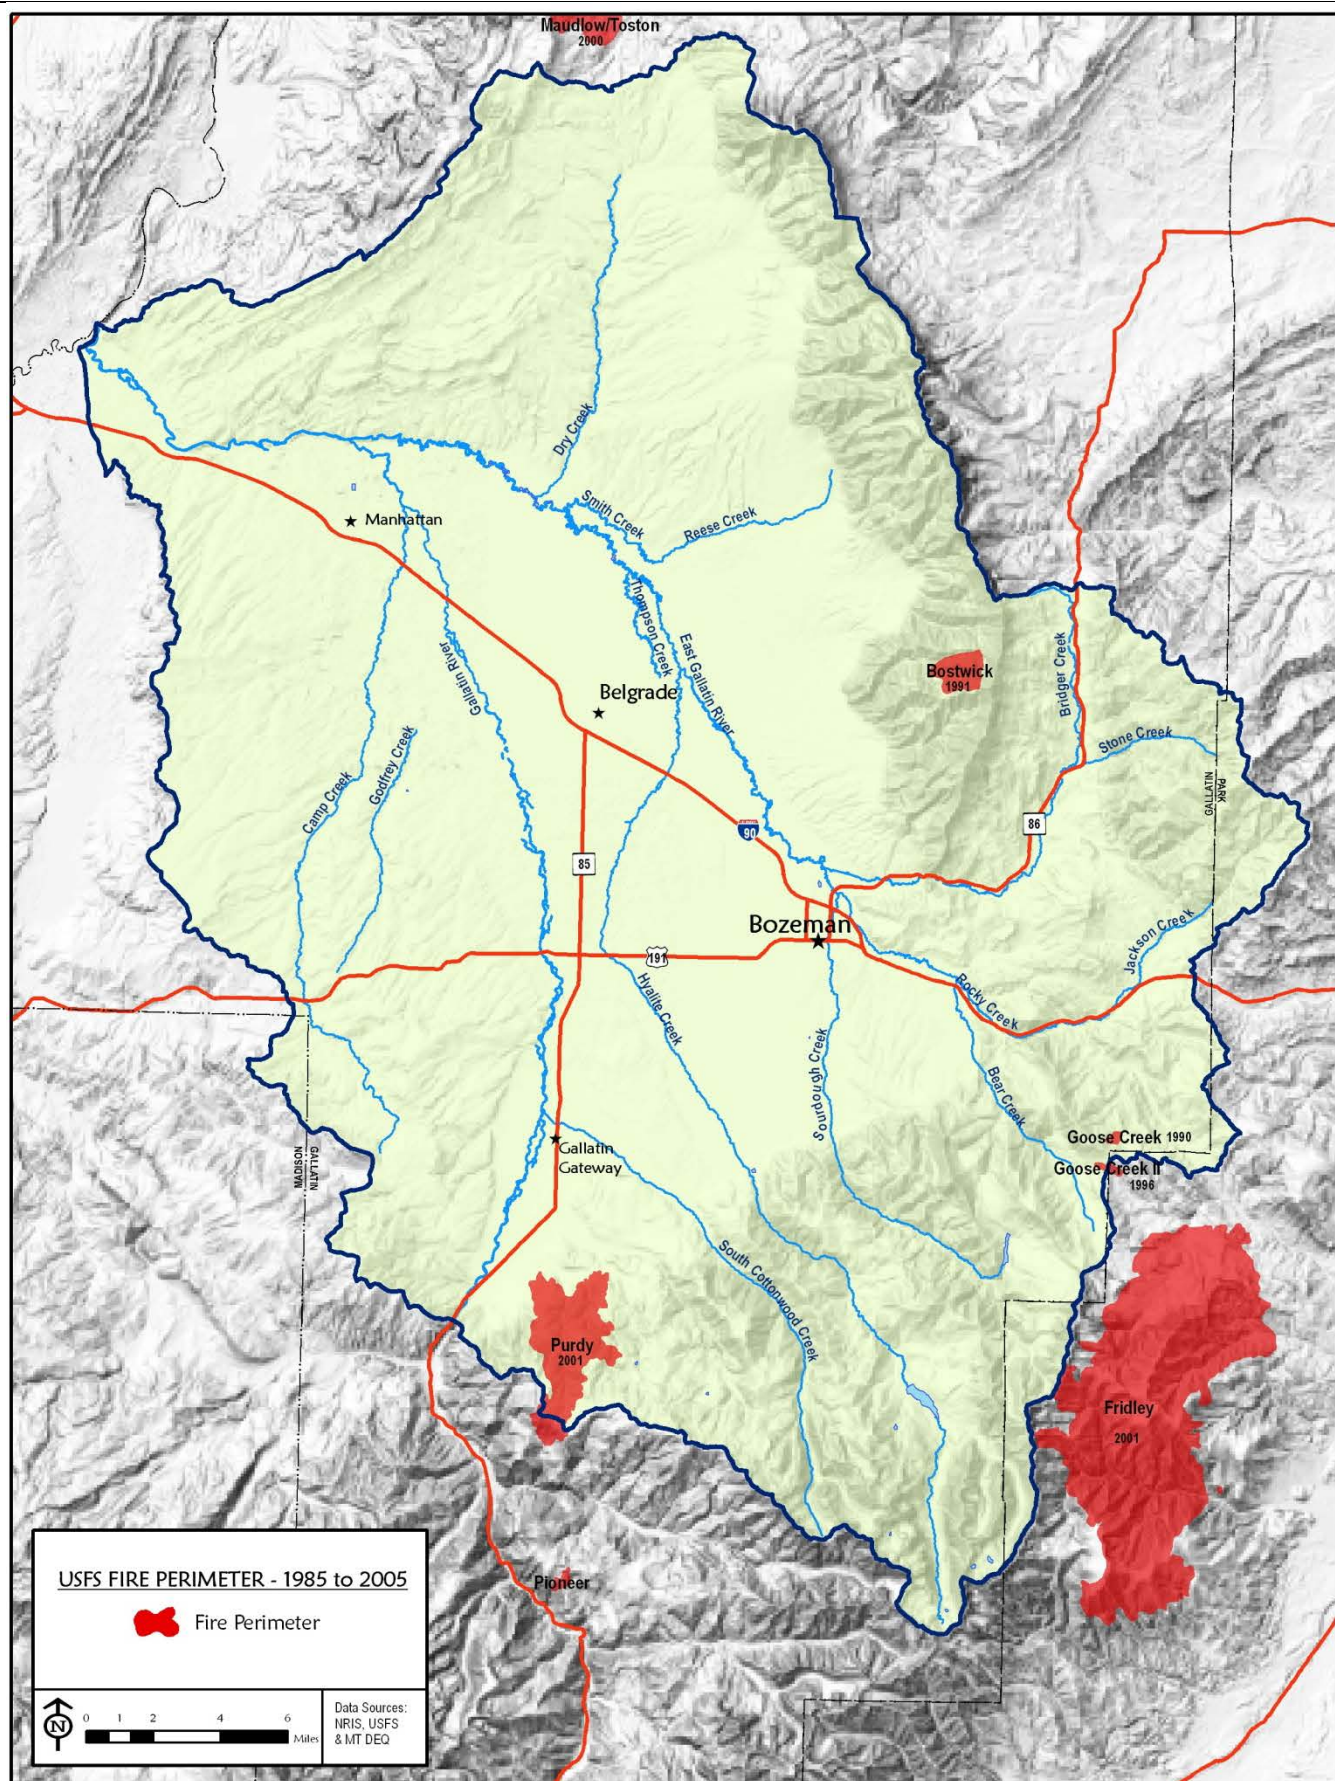 Maudlow/Toston
2000
Dry Creek
Smith Creek
Reese Creek
Manhattan
Thompson Creek
East Gallatin River
Gallatin River
Bostwick
1991
Bridger Creek
Belgrade
Stone Creek
Godfrey Creek
Camp Creek
GALLATIN
PARK
90
86
85
Bozeman
Jackson Creek
191
Hyalite Creek
Rocky Creek
Sourdough Creek
Bear Creek
Goose Creek 1990
Gallatin
Gateway
MADISON
GALLATIN
Goose Creek II
1996
South Cottonwood Creek
Purdy
2001
Fridley
2001
Pioneer
USFS FIRE PERIMETER - 1985 to 2005
Fire Perimeter
N
0 1 2 4 6
Miles
Data Sources:
NRIS, USFS
& MT DEQ